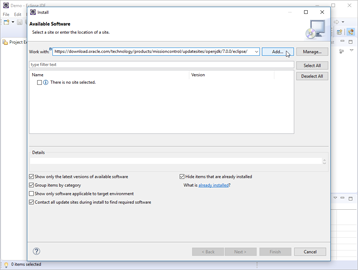 Install
Available Software
Select a site or enter the location of a site.
Work with: https://download.oracle.com/technology/products/missioncontrol/updatesites/openjdk/7.0.0/eclipse/ Add... Manage...
type filter text Select All
Deselect All
Name Version
There is no site selected.
Details
Show only the latest versions of available software
Hide items that are already installed
Group items by category
What is already installed?
Show only software applicable to target environment
Contact all update sites during install to find required software
< Back Next > Finish Cancel
0 items selected